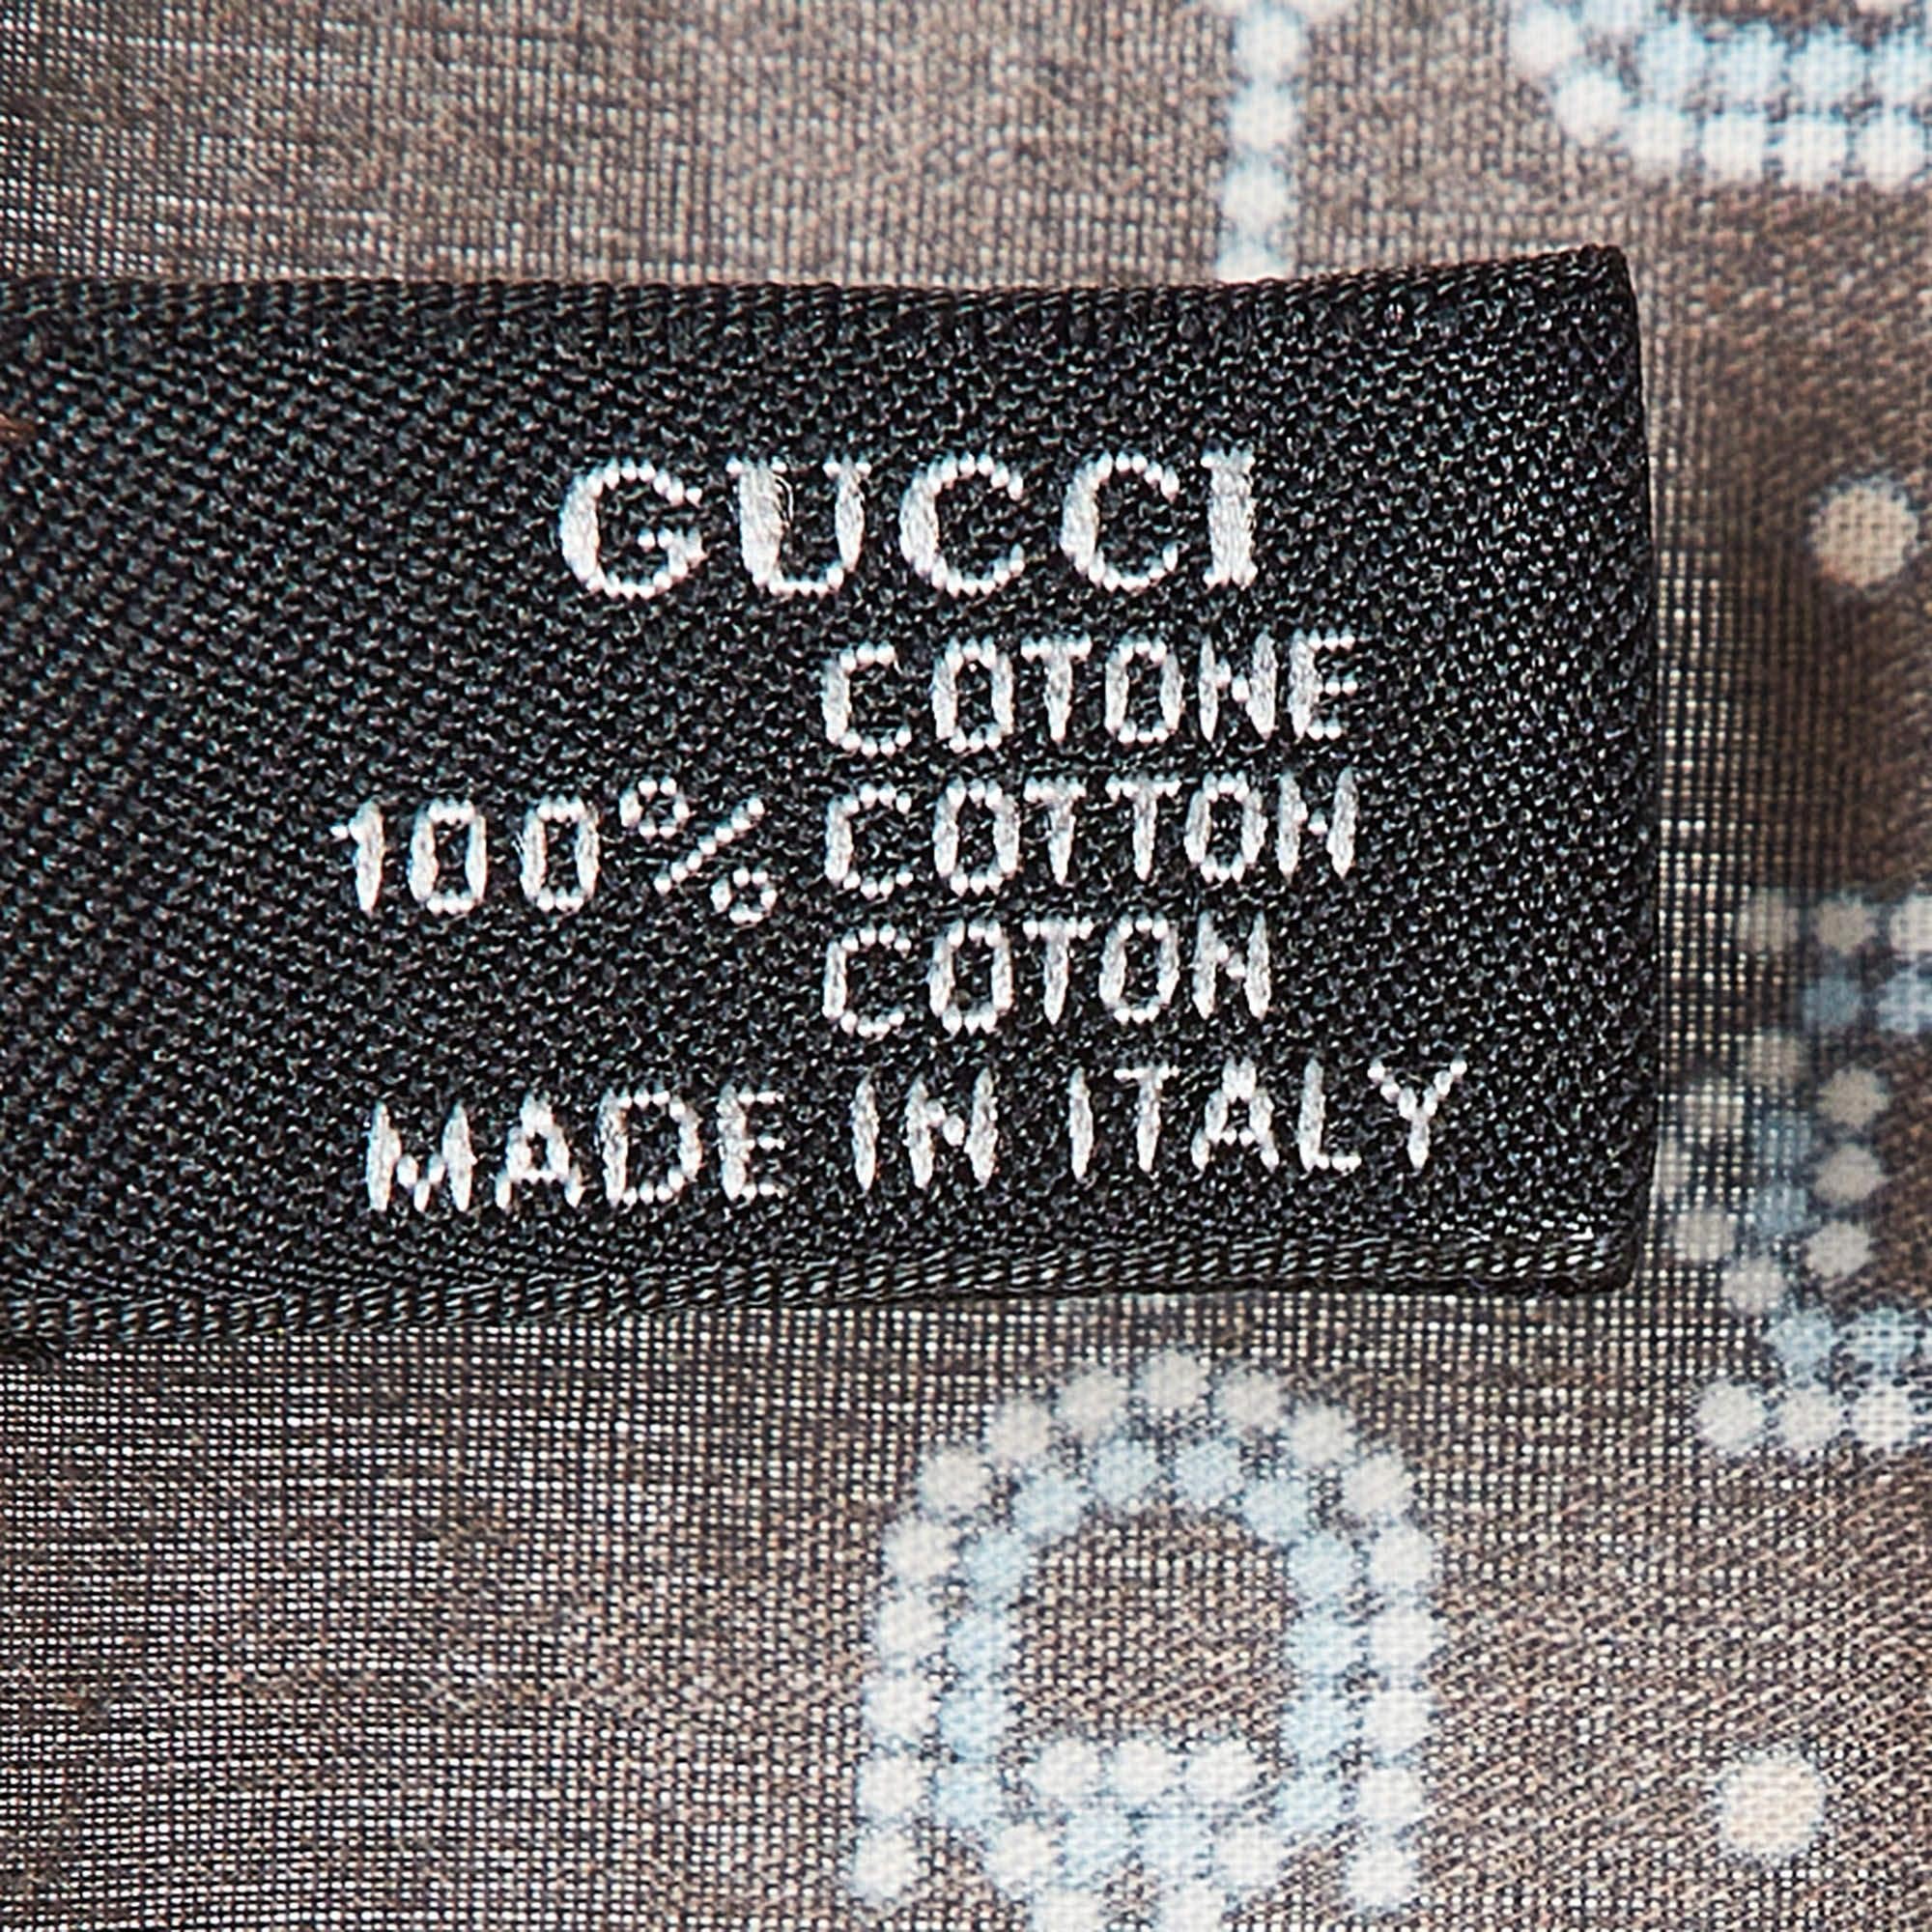 GUCCI
COTONE
100% COTTON
COTON
MADE IN ITALY